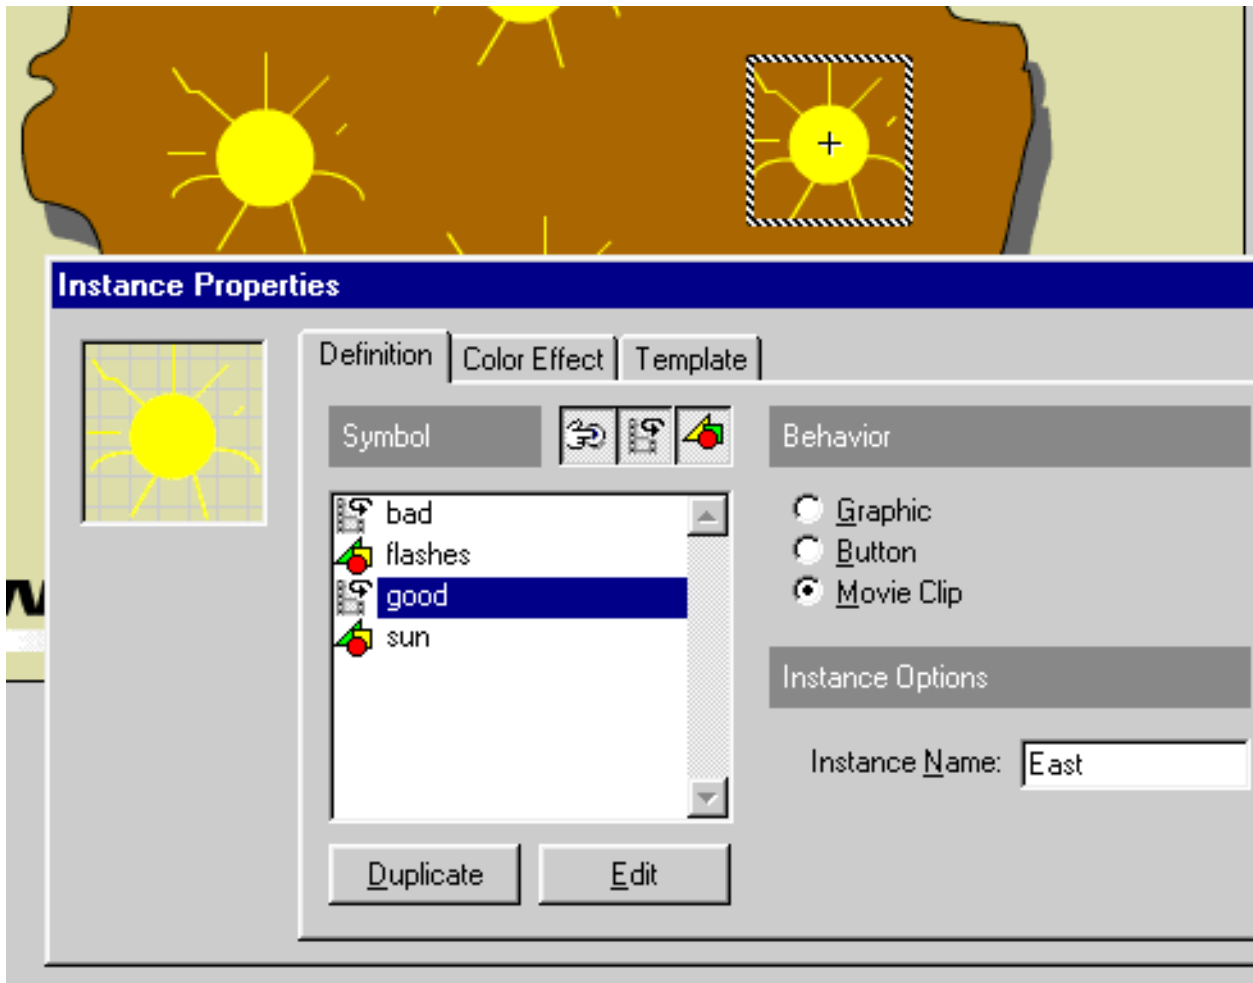 Instance Properties
Definition
Color Effect
Template
Symbol
Behavior
bad
flashes
good
sun
Graphic
Button
Movie Clip
Instance Options
Instance Name: East
Duplicate
Edit